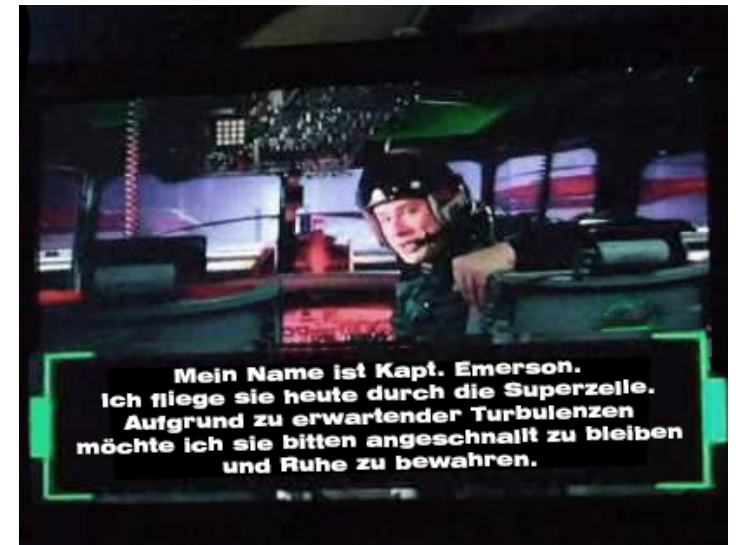 Mein Name ist Kapt. Emerson.
Ich fliege sie heute durch die Superzelle.
Aufgrund zu erwartender Turbulenzen
möchte ich sie bitten angeschnallt zu bleiben
und Ruhe zu bewahren.